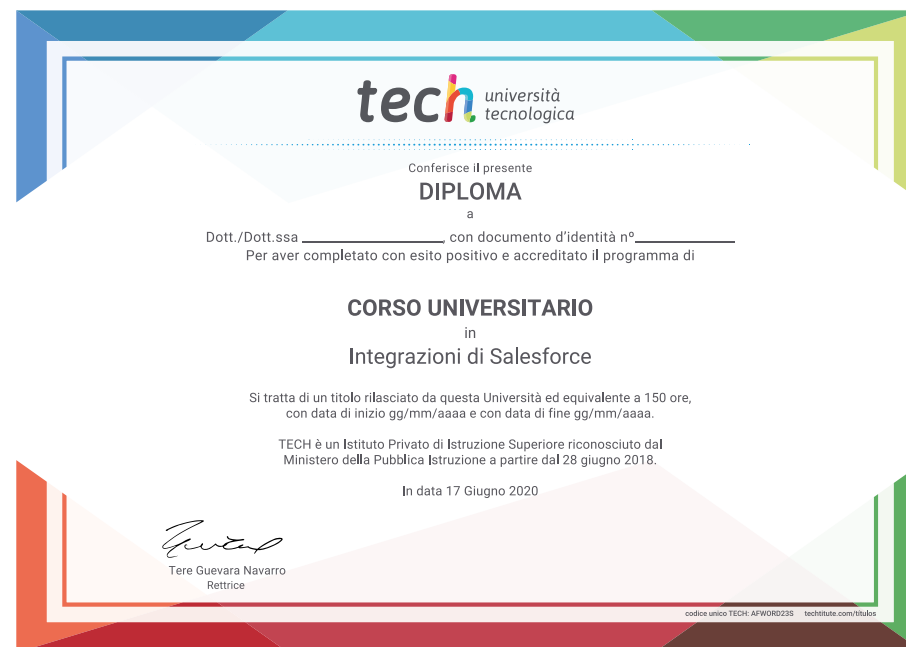 tech università
tecnologica
Conferisce il presente
DIPLOMA
a
Dott./Dott.ssa ____________________, con documento d'identità nº______________
Per aver completato con esito positivo e accreditato il programma di
CORSO UNIVERSITARIO
in
Integrazioni di Salesforce
Si tratta di un titolo rilasciato da questa Università ed equivalente a 150 ore,
con data di inizio gg/mm/aaaa e con data di fine gg/mm/aaaa.
TECH è un Istituto Privato di Istruzione Superiore riconosciuto dal
Ministero della Pubblica Istruzione a partire dal 28 giugno 2018.
In data 17 Giugno 2020
Tere Guevara Navarro
Rettrice
codice unico TECH: AFWORD23S techtitute.com/títulos